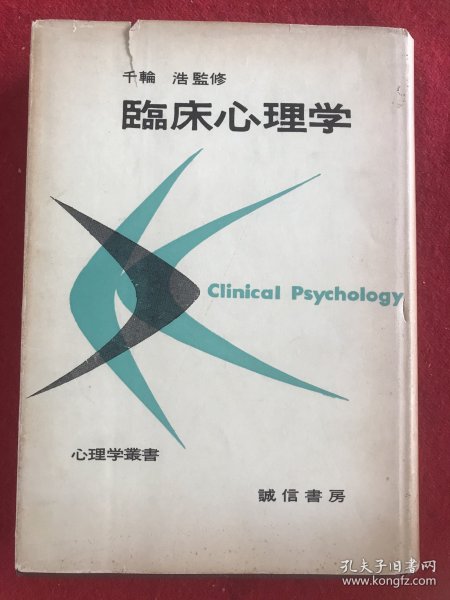 千輪 浩監修
臨床心理学
Clinical Psychology
心理学叢書
誠信書房
孔夫子旧书网
www.kongfz.com